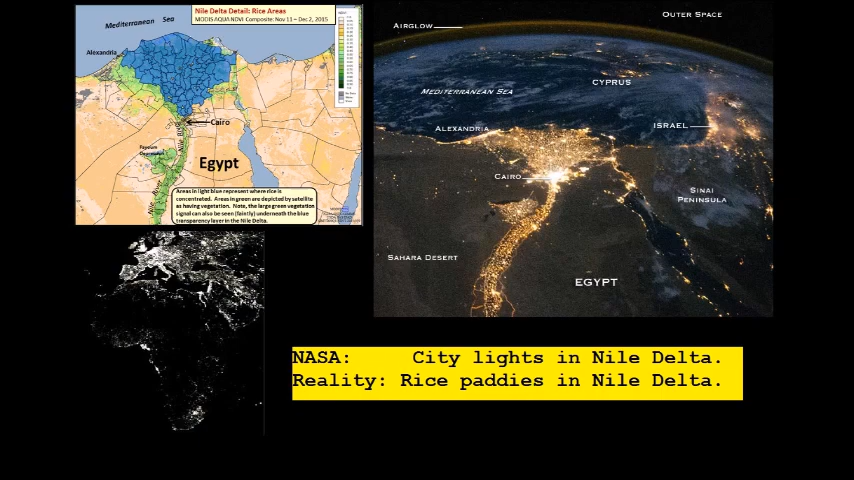 Nile Delta Detail: Rice Areas
MODIS AQUA NDVI Composite: Nov 11 – Dec 2, 2015
Mediterranean Sea
Alexandria
Cairo
Nile River
Fayoum
Depression
Egypt
Areas in light blue represent where rice is
concentrated. Areas in green are depicted by satellite
as having vegetation. Note, the large green vegetation
signal can also be seen (faintly) underneath the blue
transparency layer in the Nile Delta.
AIRGLOW
OUTER SPACE
CYPRUS
MEDITERRANEAN SEA
ALEXANDRIA
ISRAEL
CAIRO
SINAI
PENINSULA
SAHARA DESERT
EGYPT
NASA: City lights in Nile Delta.
Reality: Rice paddies in Nile Delta.